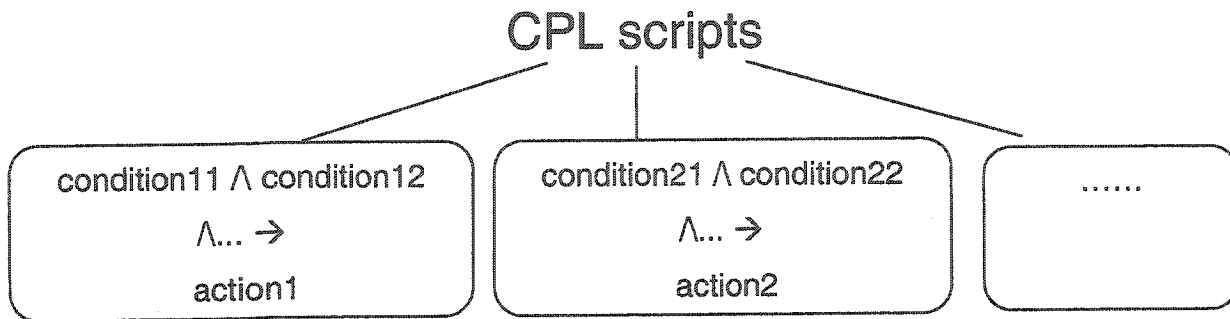 CPL scripts
condition11 Λ condition12
Λ... →
action1
condition21 Λ condition22
Λ... →
action2
......